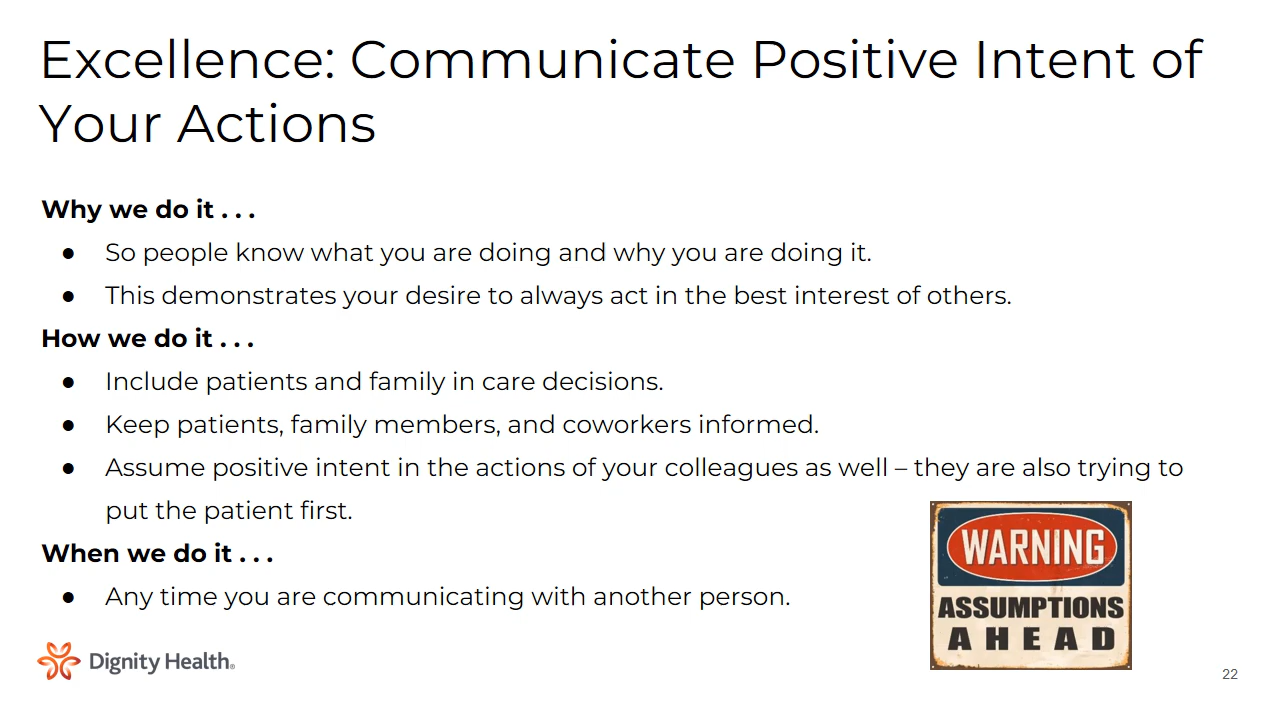 Excellence: Communicate Positive Intent of
Your Actions
Why we do it . . .
● So people know what you are doing and why you are doing it.
● This demonstrates your desire to always act in the best interest of others.
How we do it . . .
● Include patients and family in care decisions.
● Keep patients, family members, and coworkers informed.
● Assume positive intent in the actions of your colleagues as well – they are also trying to
put the patient first.
When we do it . . .
● Any time you are communicating with another person.
WARNING
ASSUMPTIONS
AHEAD
Dignity Health®
22